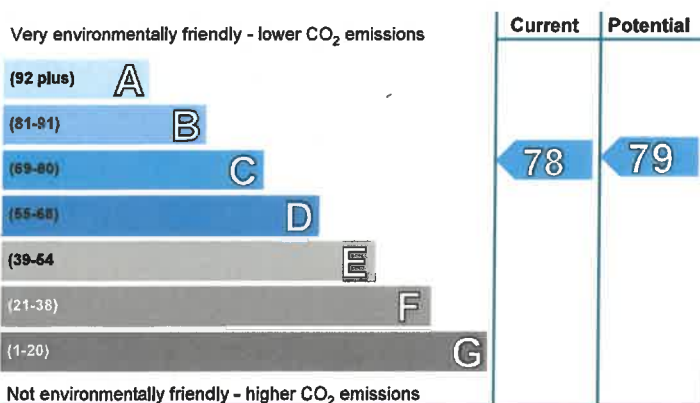 Current Potential
Very environmentally friendly - lower CO₂ emissions
(92 plus) A
(81-91) B
(69-80) C 78 79
(55-68) D
(39-54 E
(21-38) F
(1-20) G
Not environmentally friendly - higher CO₂ emissions